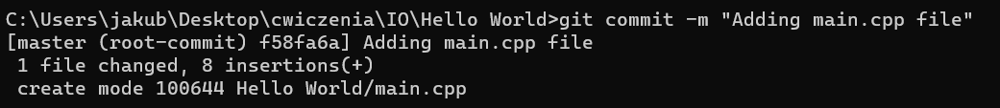 C:\Users\jakub\Desktop\cwiczenia\IO\Hello World>git commit -m "Adding main.cpp file"
[master (root-commit) f58fa6a] Adding main.cpp file
 1 file changed, 8 insertions(+)
 create mode 100644 Hello World/main.cpp